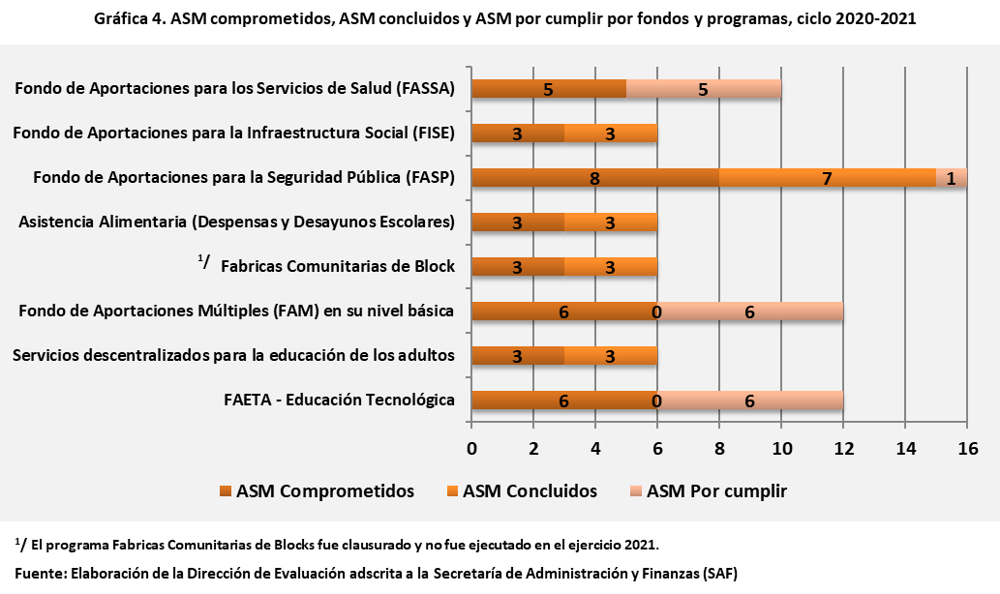 Gráfica 4. ASM comprometidos, ASM concluidos y ASM por cumplir por fondos y programas, ciclo 2020-2021
Fondo de Aportaciones para los Servicios de Salud (FASSA) 5 5
Fondo de Aportaciones para la Infraestructura Social (FISE) 3 3
Fondo de Aportaciones para la Seguridad Pública (FASP) 8 7 1
Asistencia Alimentaria (Despensas y Desayunos Escolares) 3 3
1/ Fabricas Comunitarias de Block 3 3
Fondo de Aportaciones Múltiples (FAM) en su nivel básica 6 0 6
Servicios descentralizados para la educación de los adultos 3 3
FAETA - Educación Tecnológica 6 0 6
0 2 4 6 8 10 12 14 16
ASM Comprometidos ASM Concluidos ASM Por cumplir
1/ El programa Fabricas Comunitarias de Blocks fue clausurado y no fue ejecutado en el ejercicio 2021.
Fuente: Elaboración de la Dirección de Evaluación adscrita a la Secretaría de Administración y Finanzas (SAF)